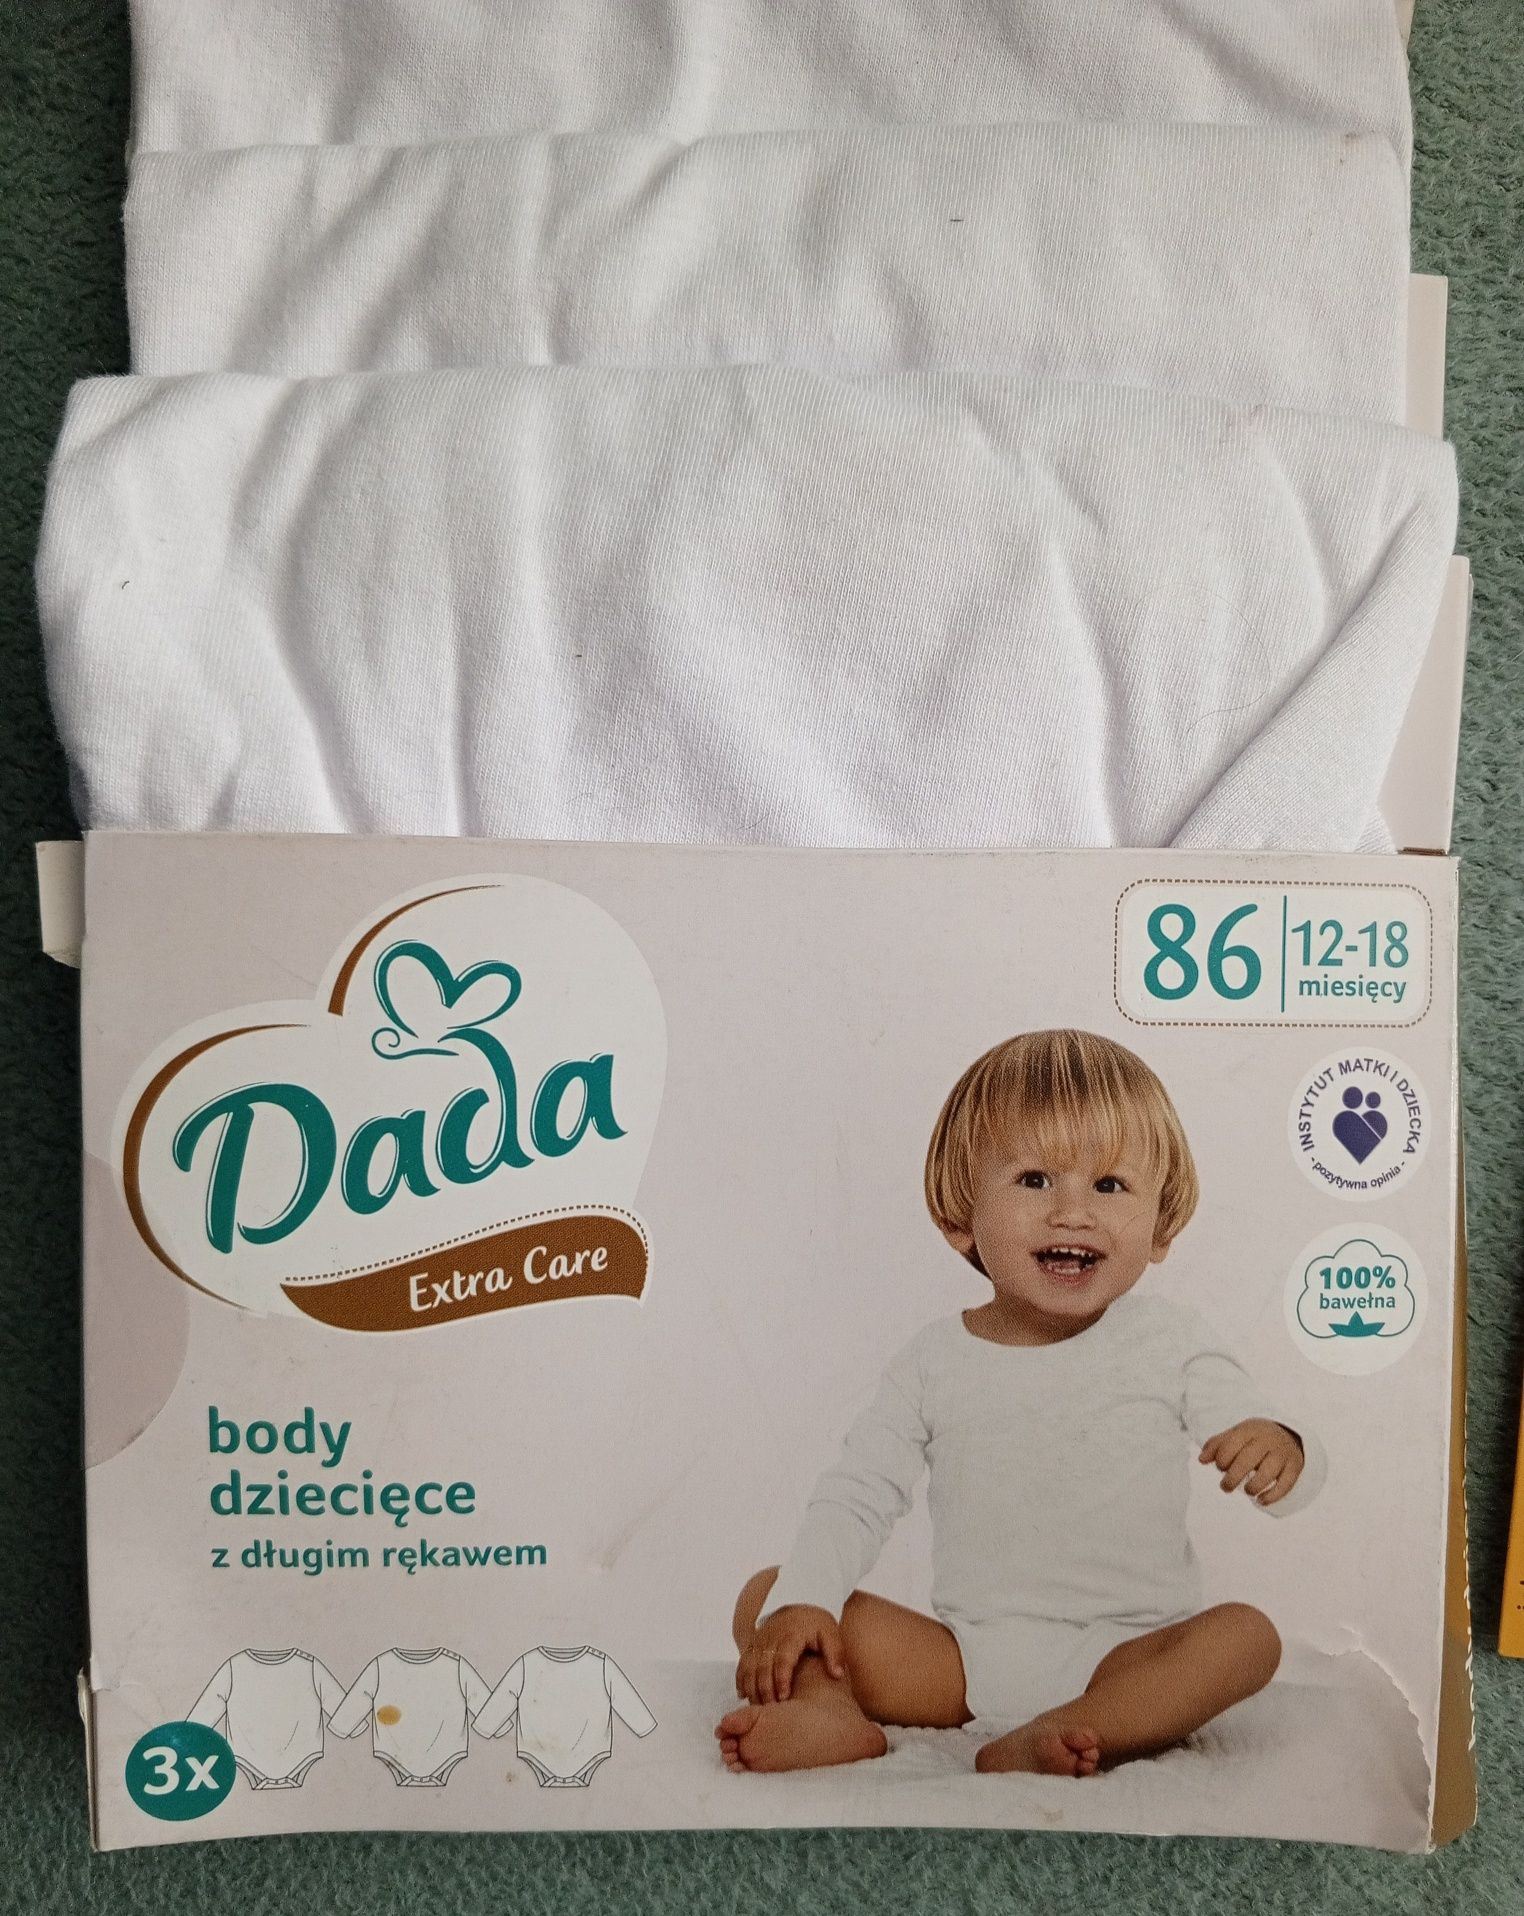 86
12-18
miesięcy
Dada
Extra Care
INSTYTUT MATKI I DZIECKA
- pozytywna opinia -
100%
bawełna
body
dziecięce
z długim rękawem
3x